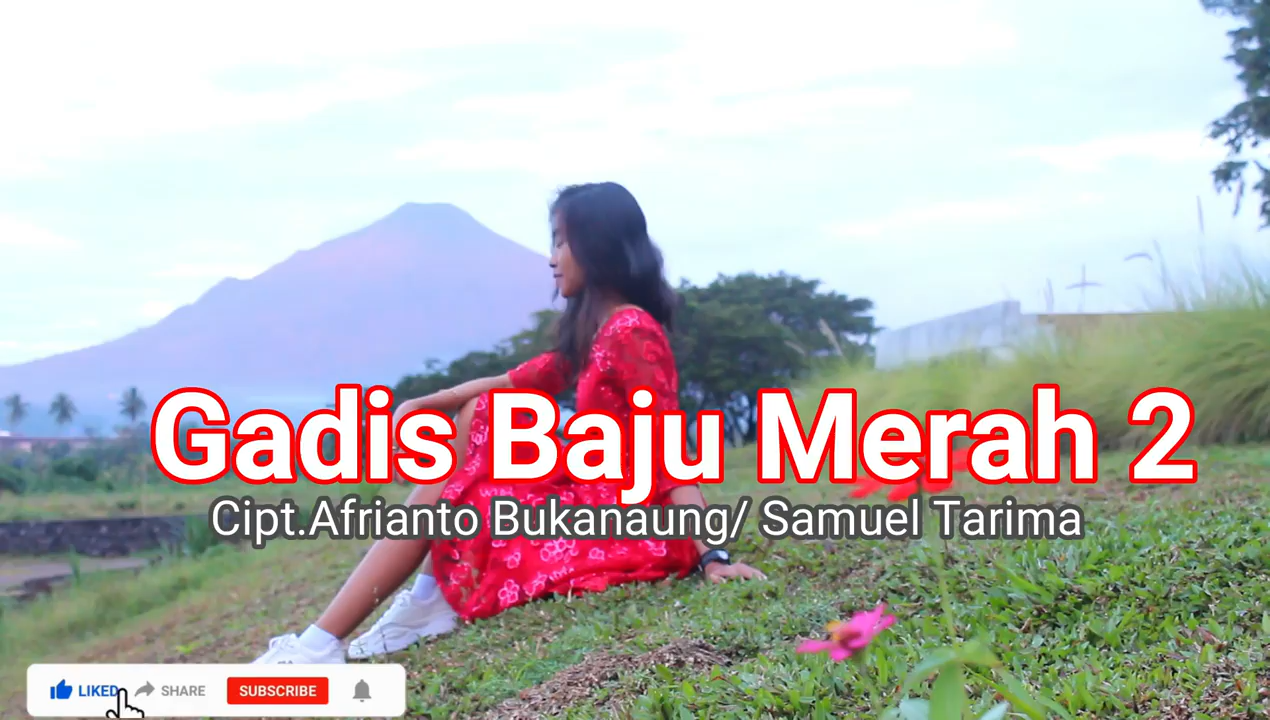 Gadis Baju Merah 2
Cipt.Afrianto Bukanaung/ Samuel Tarima
LIKED SHARE SUBSCRIBE